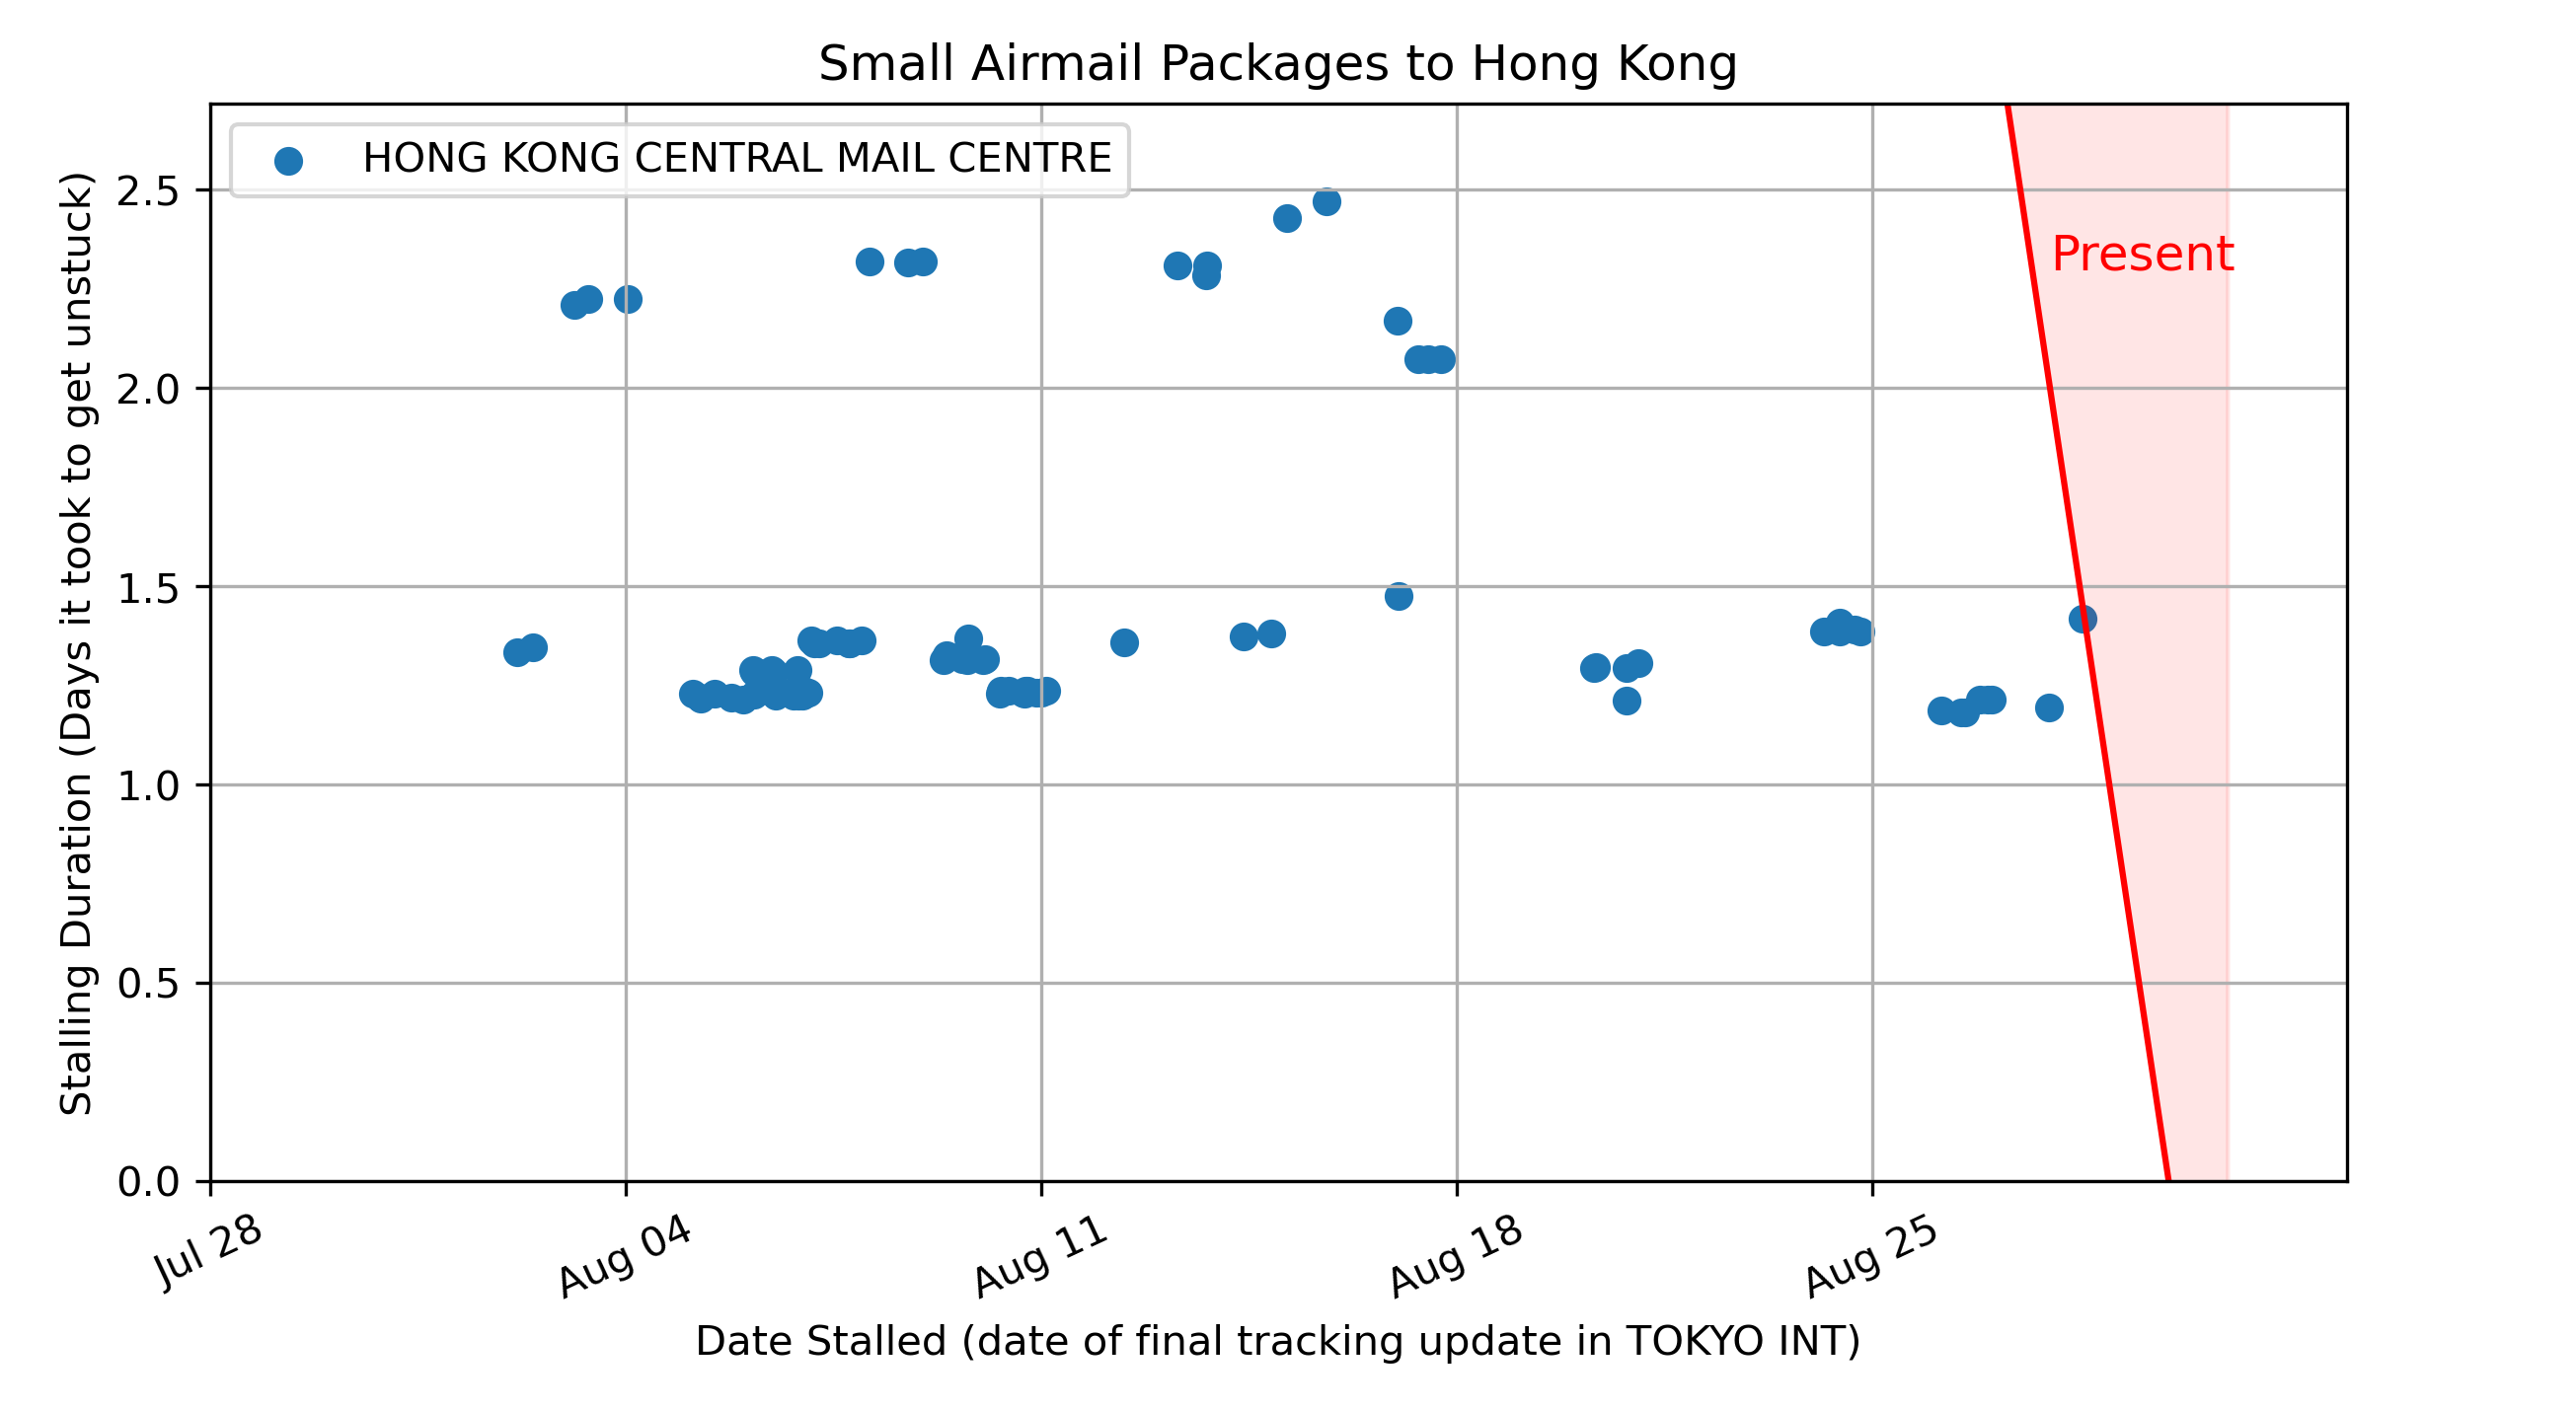 Small Airmail Packages to Hong Kong
HONG KONG CENTRAL MAIL CENTRE
Present
Stalling Duration (Days it took to get unstuck)
2.5
2.0
1.5
1.0
0.5
0.0
Jul 28
Aug 04
Aug 11
Aug 18
Aug 25
Date Stalled (date of final tracking update in TOKYO INT)